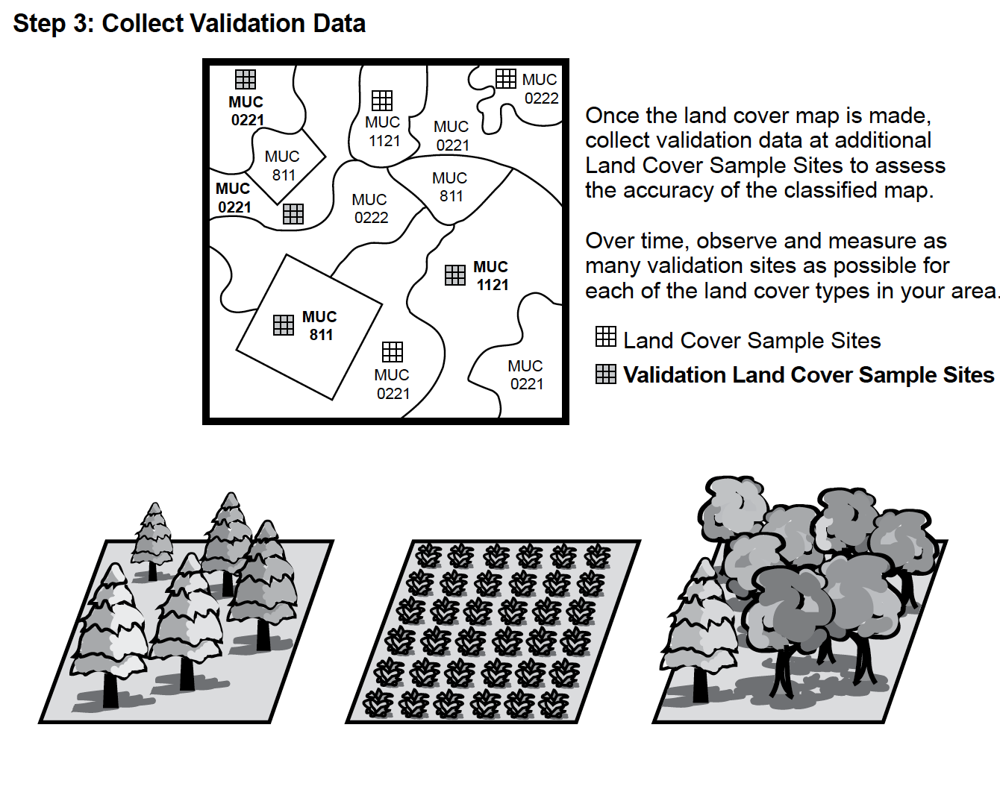 Step 3: Collect Validation Data
MUC
0221
MUC
1121
MUC
0222
MUC
0221
MUC
811
MUC
811
MUC
0221
MUC
0222
MUC
1121
MUC
811
MUC
0221
MUC
0221
Once the land cover map is made,
collect validation data at additional
Land Cover Sample Sites to assess
the accuracy of the classified map.
Over time, observe and measure as
many validation sites as possible for
each of the land cover types in your area.
Land Cover Sample Sites
Validation Land Cover Sample Sites